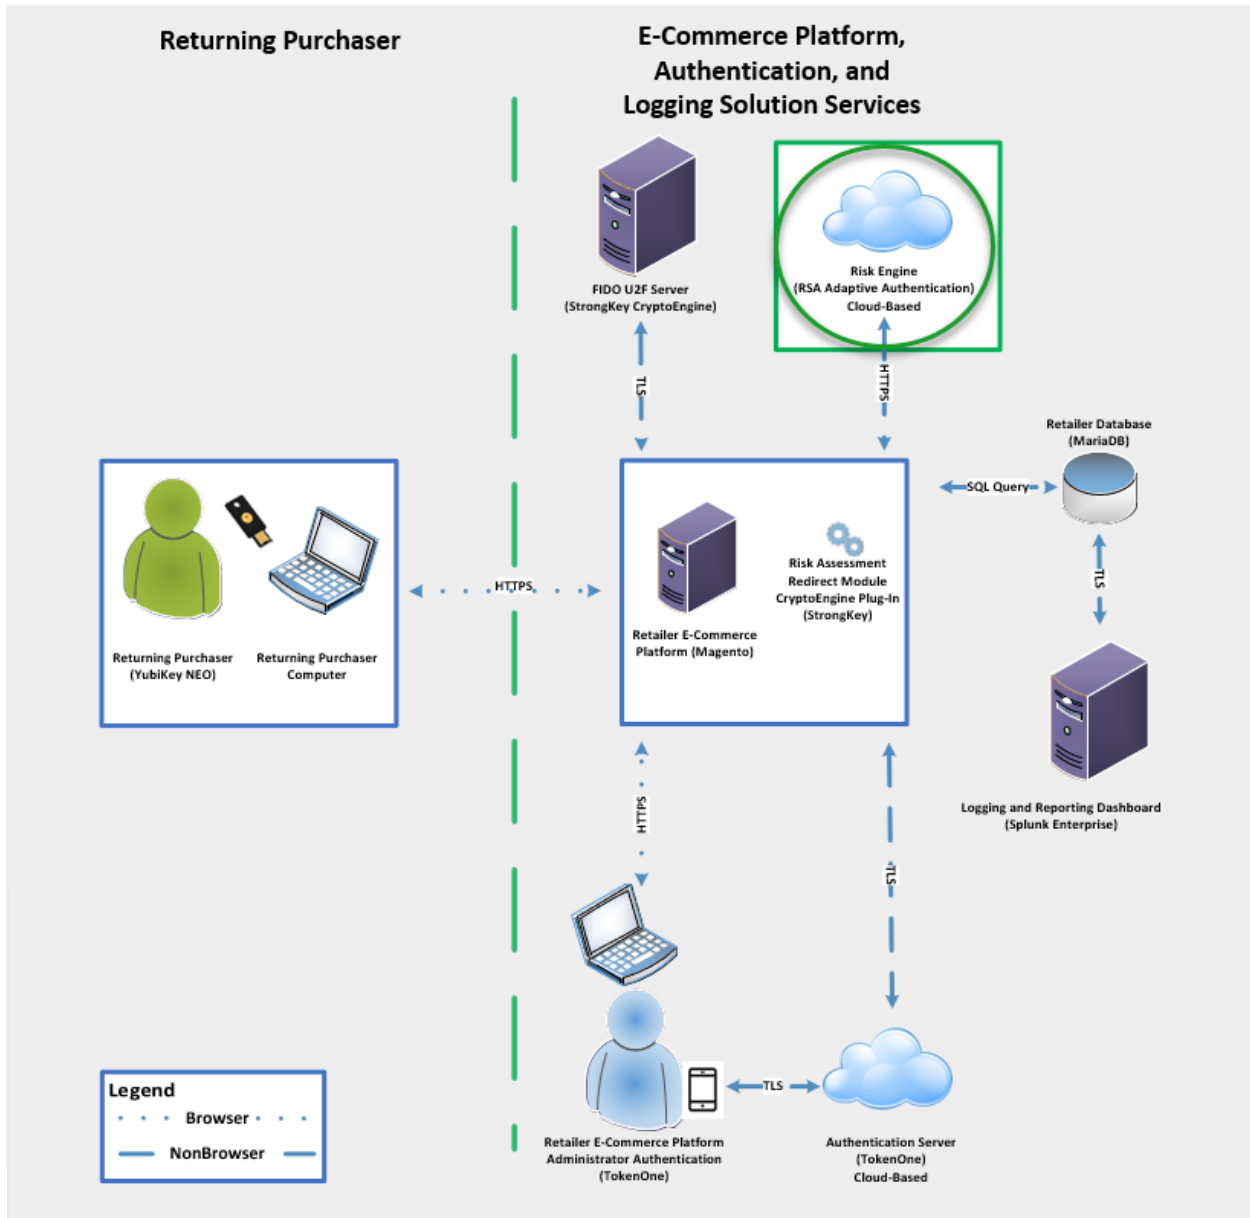 Returning Purchaser
E-Commerce Platform,
Authentication, and
Logging Solution Services
FIDO U2F Server
(StrongKey CryptoEngine)
Risk Engine
(RSA Adaptive Authentication)
Cloud-Based
TLS
HTTPS
Retailer Database
(MariaDB)
SQL Query
TLS
HTTPS
Risk Assessment
Redirect Module
CryptoEngine Plug-In
(StrongKey)
Retailer E-Commerce
Platform (Magento)
Returning Purchaser
(YubiKey NEO)
Returning Purchaser
Computer
Logging and Reporting Dashboard
(Splunk Enterprise)
HTTPS
TLS
TLS
Retailer E-Commerce Platform
Administrator Authentication
(TokenOne)
Authentication Server
(TokenOne)
Cloud-Based
Legend
Browser
NonBrowser